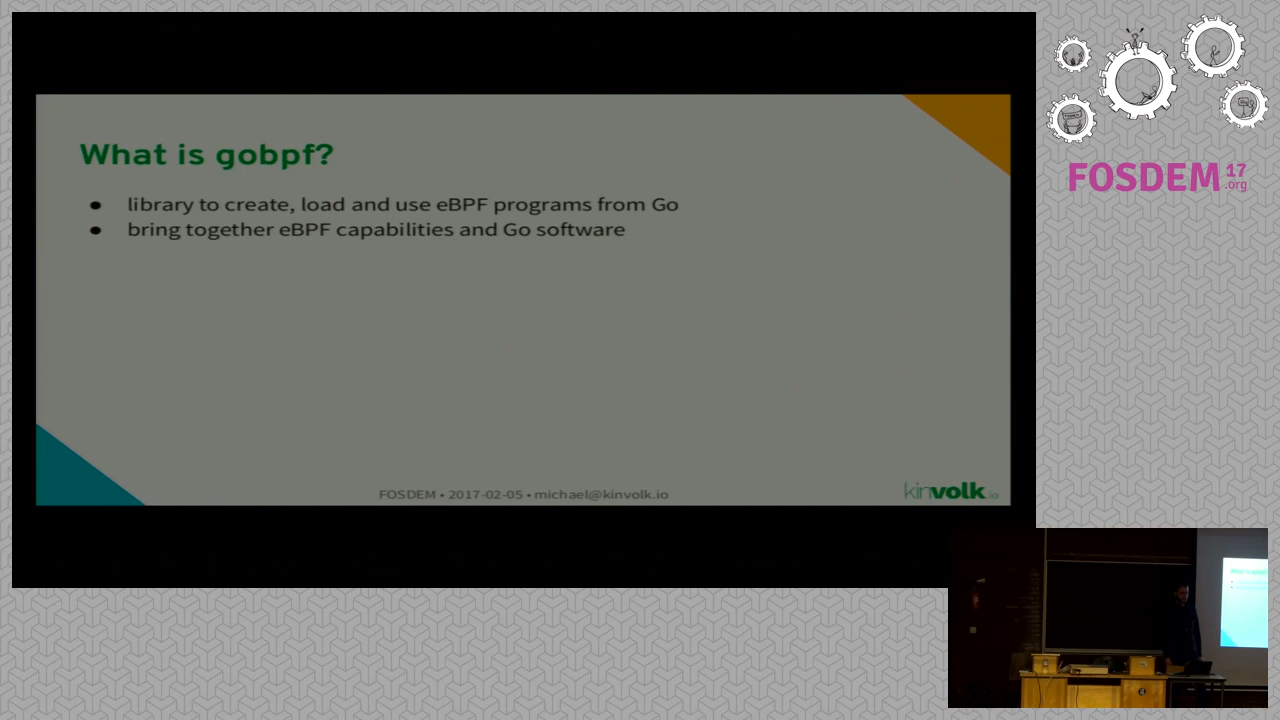 What is gobpf?
● library to create, load and use eBPF programs from Go
● bring together eBPF capabilities and Go software
FOSDEM • 2017-02-05 • michael@kinvolk.io
kinvolk.io
FOSDEM 17 .org